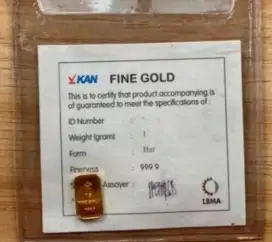 KAN FINE GOLD
This is to certify that product accompanying is
of guaranteed to meet the specifications of :
ID Number :
Weight (gram) : 1
Form :
Fineness : 999.9
Assayer :
LBMA